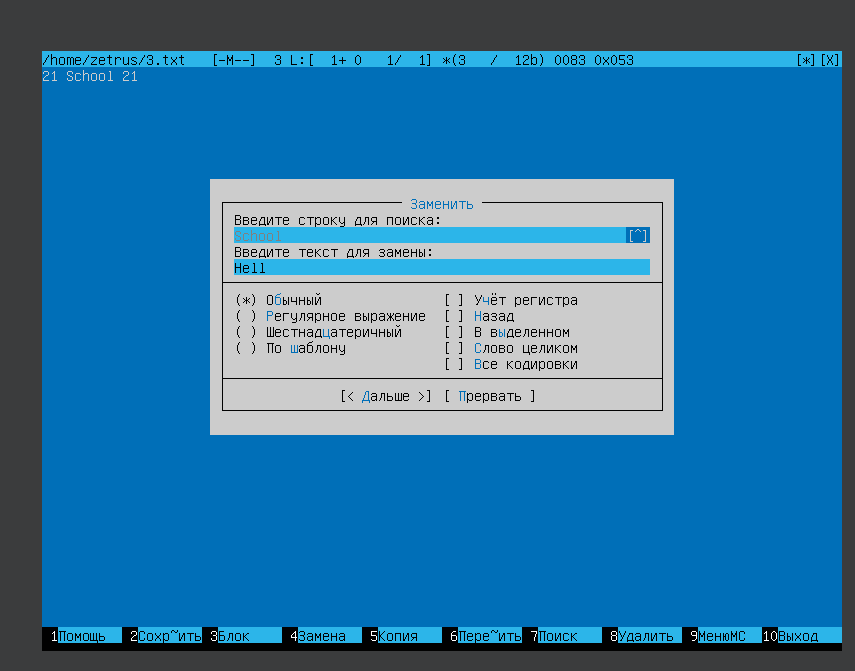 /home/zetrus/3.txt [-M--] 3 L:[ 1+ 0 1/ 1] *(3 / 12b) 0083 0x053 [*][X]
21 School 21
Заменить
Введите строку для поиска:
School [^]
Введите текст для замены:
Hell
(*) Обычный [ ] Учёт регистра
( ) Регулярное выражение [ ] Назад
( ) Шестнадцатеричный [ ] В выделенном
( ) По шаблону [ ] Слово целиком
[ ] Все кодировки
[< Дальше >] [ Прервать ]
1Помощь 2Сохр~ить 3Блок 4Замена 5Копия 6Пере~ить 7Поиск 8Удалить 9МенюMC 10Выход